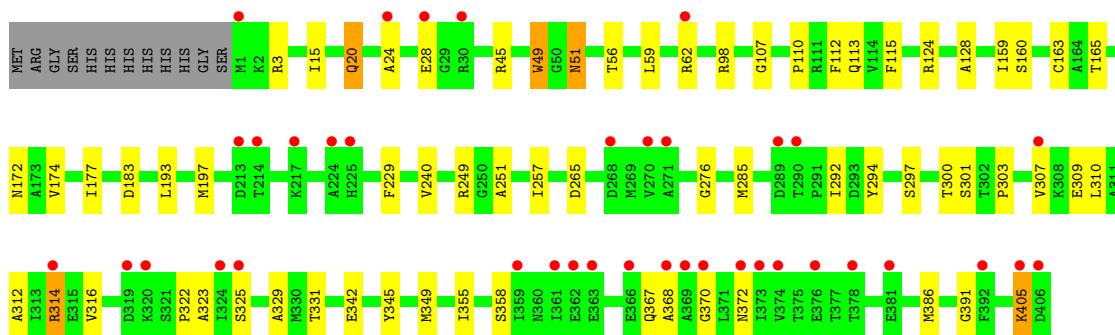 MET ARG GLY SER HIS HIS HIS HIS HIS HIS GLY SER M1 K2 R3 I15 Q20 A24 E28 G29 R30 R45 W49 G50 N51 T56 L59 R62 R98 G107 P110 R111 F112 Q113 V114 F115 R124 A128 I159 S160 C163 A164 T165
N172 A173 V174 I177 D183 L193 M197 D213 T214 K217 A224 H225 F229 V240 R249 G250 A251 I257 D265 D268 M269 V270 A271 G276 M285 D289 T290 P291 I292 D293 Y294 S297 T300 S301 T302 P303 V307 K308 E309 L310 A311
A312 I313 R314 E315 V316 D319 K320 S321 P322 A323 I324 S325 A329 M330 T331 E342 Y345 M349 I355 S358 I359 N360 I361 E362 E363 E366 Q367 A368 A369 G370 L371 N372 I373 V374 T375 E376 T377 T378 E381 M386 G391 F392 K405 D406